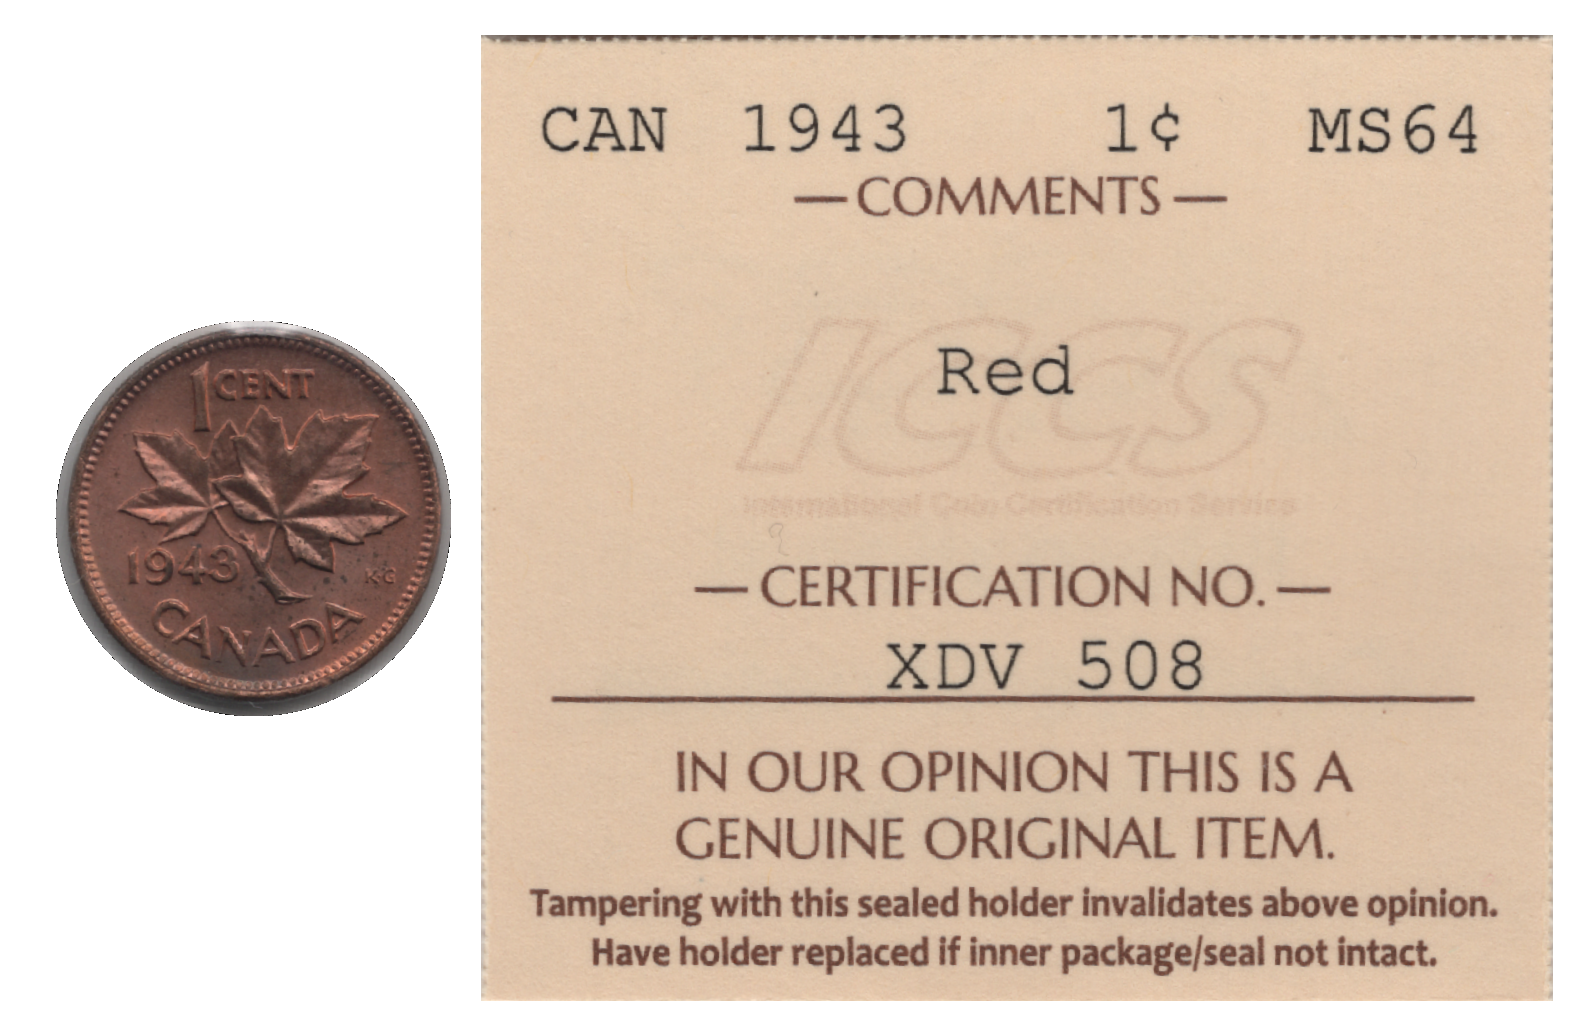 1 CENT
1943
KG
CANADA
CAN 1943 1¢ MS64
— COMMENTS —
ICCS
Red
International Coin Certification Service
— CERTIFICATION NO. —
XDV 508
IN OUR OPINION THIS IS A
GENUINE ORIGINAL ITEM.
Tampering with this sealed holder invalidates above opinion.
Have holder replaced if inner package/seal not intact.